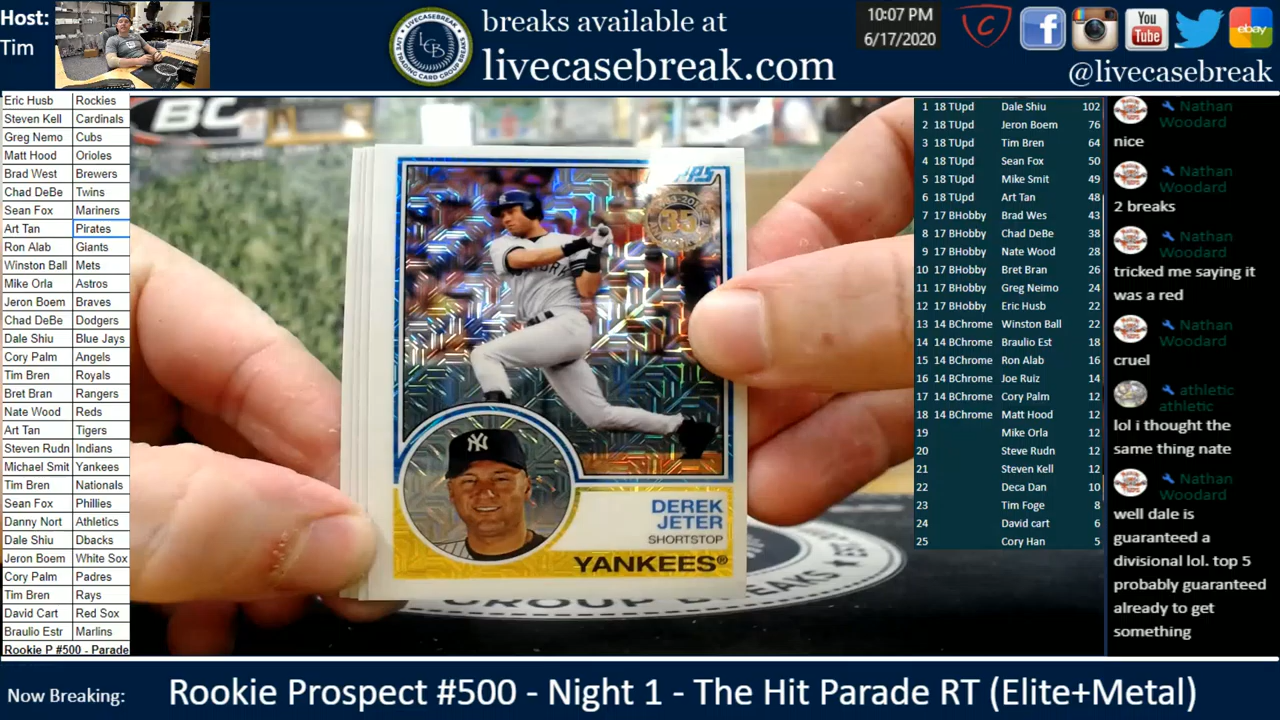 Host:
Tim
LIVECASEBREAK
LIVE TRADING CARD GROUP BREAKS
LCB
breaks available at
livecasebreak.com
10:07 PM
6/17/2020
You
Tube
ebay
@livecasebreak
Eric Husb Rockies
Steven Kell Cardinals
Greg Nemo Cubs
Matt Hood Orioles
Brad West Brewers
Chad DeBe Twins
Sean Fox Mariners
Art Tan Pirates
Ron Alab Giants
Winston Ball Mets
Mike Orla Astros
Jeron Boem Braves
Chad DeBe Dodgers
Dale Shiu Blue Jays
Cory Palm Angels
Tim Bren Royals
Bret Bran Rangers
Nate Wood Reds
Art Tan Tigers
Steven Rudn Indians
Michael Smit Yankees
Tim Bren Nationals
Sean Fox Phillies
Danny Nort Athletics
Dale Shiu Dbacks
Jeron Boem White Sox
Cory Palm Padres
Tim Bren Rays
David Cart Red Sox
Braulio Estr Marlins
Rookie P #500 - Parade
BC
35
NY
DEREK
JETER
SHORTSTOP
YANKEES®
GROUP BREAKS
1 18 TUpd Dale Shiu 102
2 18 TUpd Jeron Boem 76
3 18 TUpd Tim Bren 64
4 18 TUpd Sean Fox 50
5 18 TUpd Mike Smit 49
6 18 TUpd Art Tan 48
7 17 BHobby Brad Wes 43
8 17 BHobby Chad DeBe 38
9 17 BHobby Nate Wood 28
10 17 BHobby Bret Bran 26
11 17 BHobby Greg Neimo 24
12 17 BHobby Eric Husb 22
13 14 BChrome Winston Ball 22
14 14 BChrome Braulio Est 18
15 14 BChrome Ron Alab 16
16 14 BChrome Joe Ruiz 14
17 14 BChrome Cory Palm 12
18 14 BChrome Matt Hood 12
19 Mike Orla 12
20 Steve Rudn 12
21 Steven Kell 12
22 Deca Dan 10
23 Tim Foge 8
24 David cart 6
25 Cory Han 5
Nathan
Woodard
nice
Nathan
Woodard
2 breaks
Nathan
Woodard
tricked me saying it
was a red
Nathan
Woodard
cruel
athletic
athletic
lol i thought the
same thing nate
Nathan
Woodard
well dale is
guaranteed a
divisional lol. top 5
probably guaranteed
already to get
something
Now Breaking:
Rookie Prospect #500 - Night 1 - The Hit Parade RT (Elite+Metal)